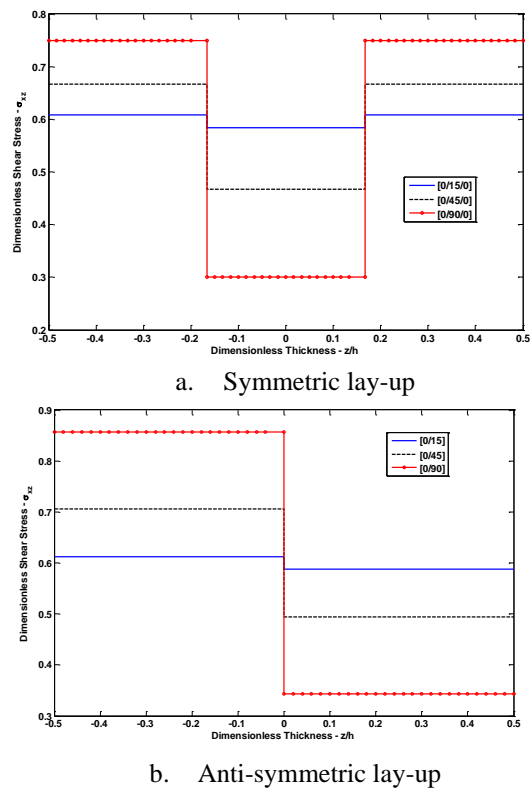 0.8
0.7
0.6
0.5
0.4
0.3
0.2
Dimensionless Shear Stress - σxz
[0/15/0]
[0/45/0]
[0/90/0]
-0.5 -0.4 -0.3 -0.2 -0.1 0 0.1 0.2 0.3 0.4 0.5
Dimensionless Thickness - z/h
a. Symmetric lay-up
0.9
0.8
0.7
0.6
0.5
0.4
0.3
Dimensionless Shear Stress - σxz
[0/15]
[0/45]
[0/90]
-0.5 -0.4 -0.3 -0.2 -0.1 0 0.1 0.2 0.3 0.4 0.5
Dimensionless Thickness - z/h
b. Anti-symmetric lay-up